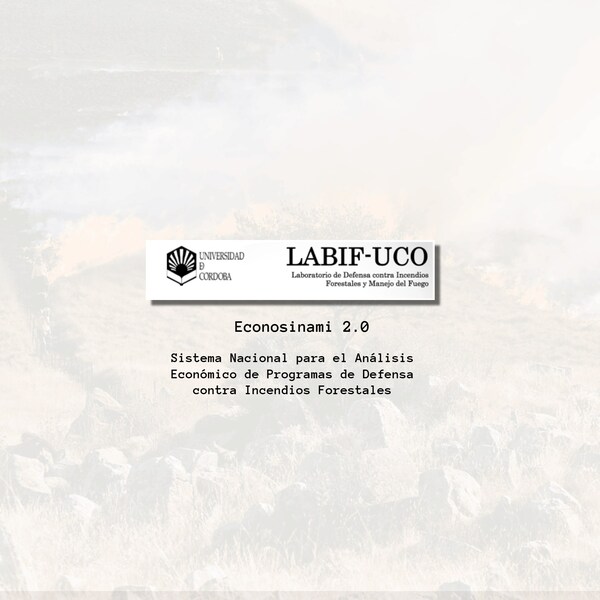 UNIVERSIDAD
Ð
CORDOBA
LABIF-UCO
Laboratorio de Defensa contra Incendios
Forestales y Manejo del Fuego
Econosinami 2.0
Sistema Nacional para el Análisis
Económico de Programas de Defensa
contra Incendios Forestales